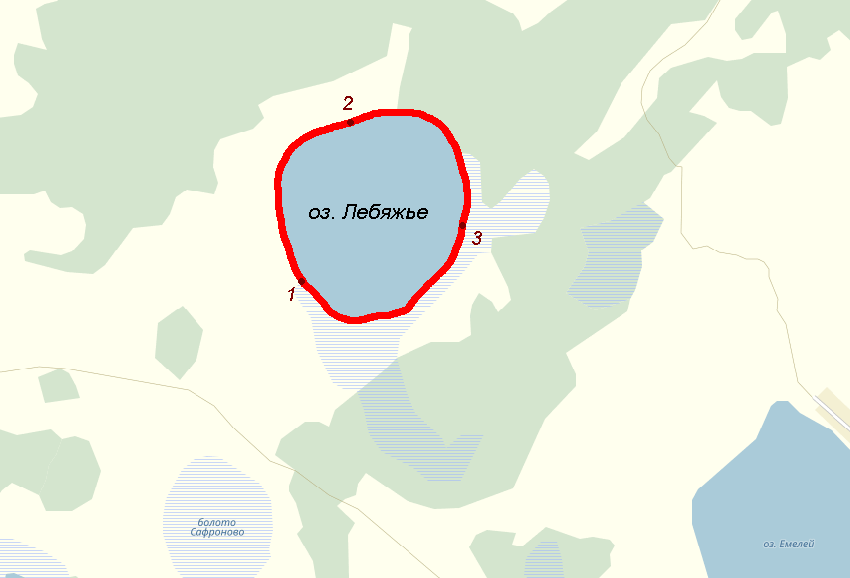 2
оз. Лебяжье
3
1
болото
Сафроново
оз. Емелей